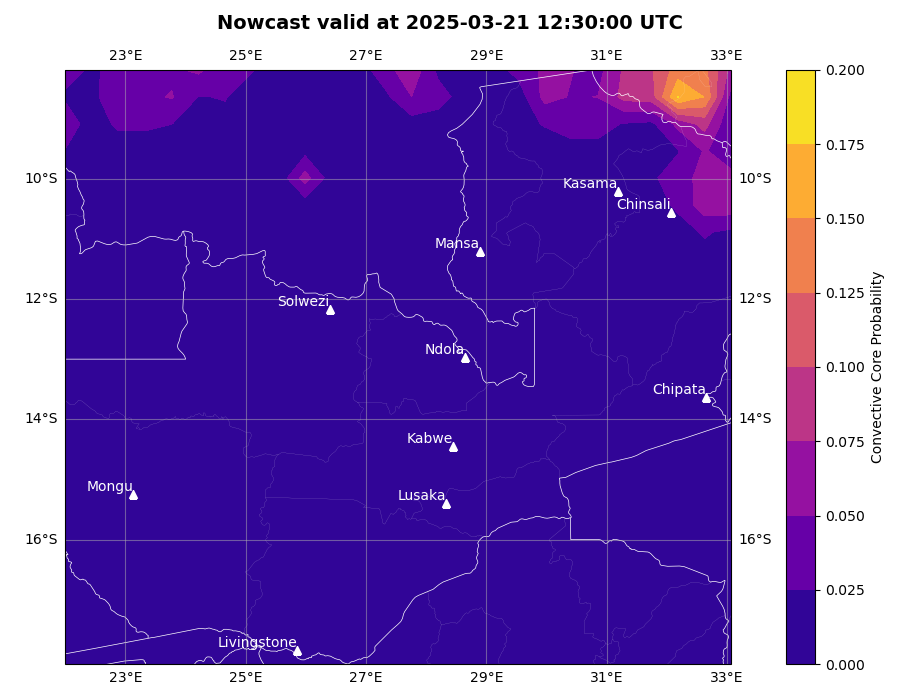 Nowcast valid at 2025-03-21 12:30:00 UTC
23°E 25°E 27°E 29°E 31°E 33°E
0.200
0.175
10°S 10°S
Kasama
Chinsali
0.150
Mansa
0.125
12°S 12°S
Solwezi
Ndola
0.100
Chipata
14°S 14°S
Kabwe
0.075
Mongu
Lusaka
0.050
16°S 16°S
0.025
Livingstone
0.000
23°E 25°E 27°E 29°E 31°E 33°E
Convective Core Probability